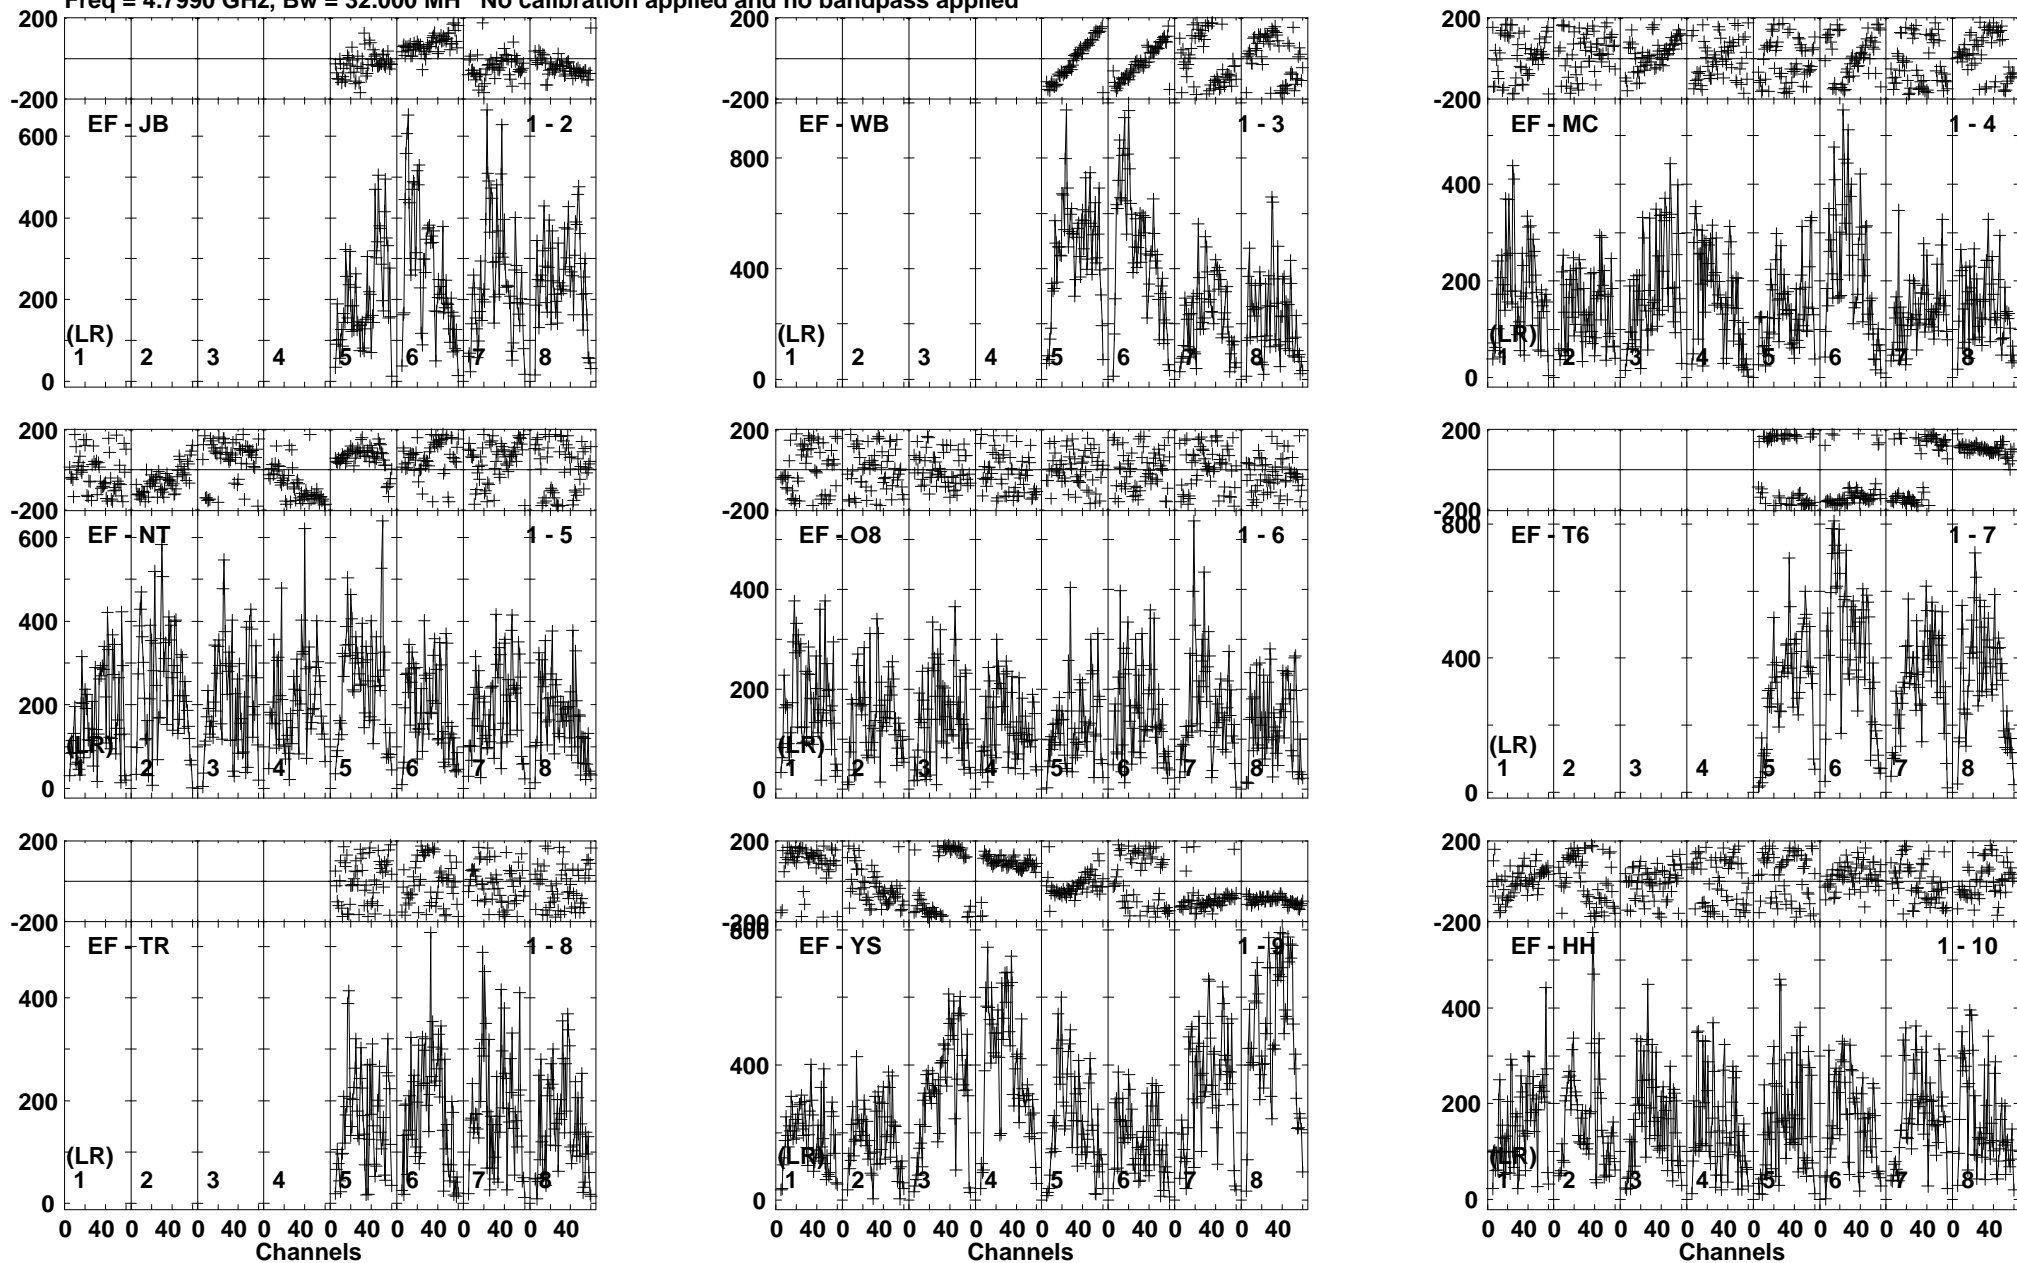 Freq = 4.7990 GHz, Bw = 32.000 MH No calibration applied and no bandpass applied
200
-200
EF - JB 1 - 2
600
400
200
0
(LR)
1 2 3 4 5 6 7 8
200
-200
EF - WB 1 - 3
800
400
0
(LR)
1 2 3 4 5 6 7 8
200
-200
EF - MC 1 - 4
400
200
0
(LR)
1 2 3 4 5 6 7 8
200
-200
EF - NT 1 - 5
600
400
200
0
(LR)
1 2 3 4 5 6 7 8
200
-200
EF - O8 1 - 6
400
200
0
(LR)
1 2 3 4 5 6 7 8
200
-200
EF - T6 1 - 7
800
400
0
(LR)
1 2 3 4 5 6 7 8
200
-200
EF - TR 1 - 8
400
200
0
(LR)
1 2 3 4 5 6 7 8
0 40 0 40 0 40 0 40 0 40 0 40 0 40 0 40
Channels
200
-200
EF - YS 1 - 9
800
400
0
(LR)
1 2 3 4 5 6 7 8
0 40 0 40 0 40 0 40 0 40 0 40 0 40 0 40
Channels
200
-200
EF - HH 1 - 10
400
200
0
(LR)
1 2 3 4 5 6 7 8
0 40 0 40 0 40 0 40 0 40 0 40 0 40 0 40
Channels